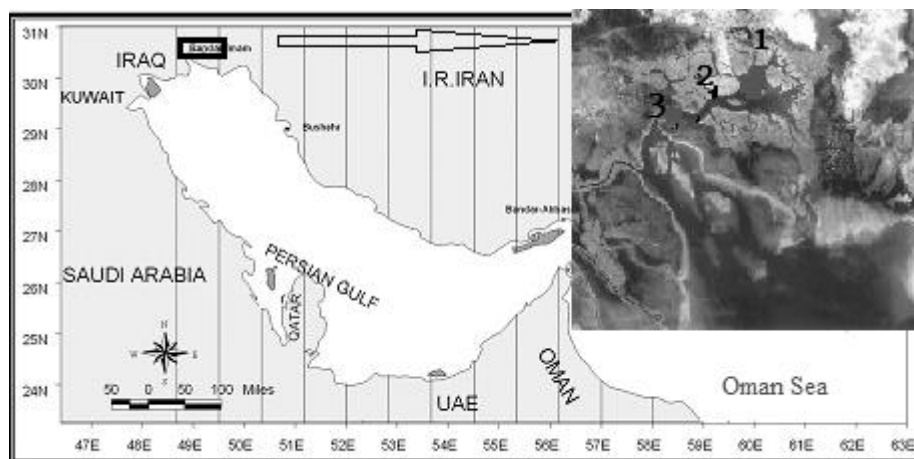 31N
30N
29N
28N
27N
26N
25N
24N
IRAQ
KUWAIT
I.R.IRAN
Bushehr
SAUDI ARABIA
PERSIAN GULF
QATAR
UAE
OMAN
Oman Sea
1
2
3
N
W E
S
50 0 50 100 Miles
47E 48E 49E 50E 51E 52E 53E 54E 55E 56E 57E 58E 59E 60E 61E 62E 63E